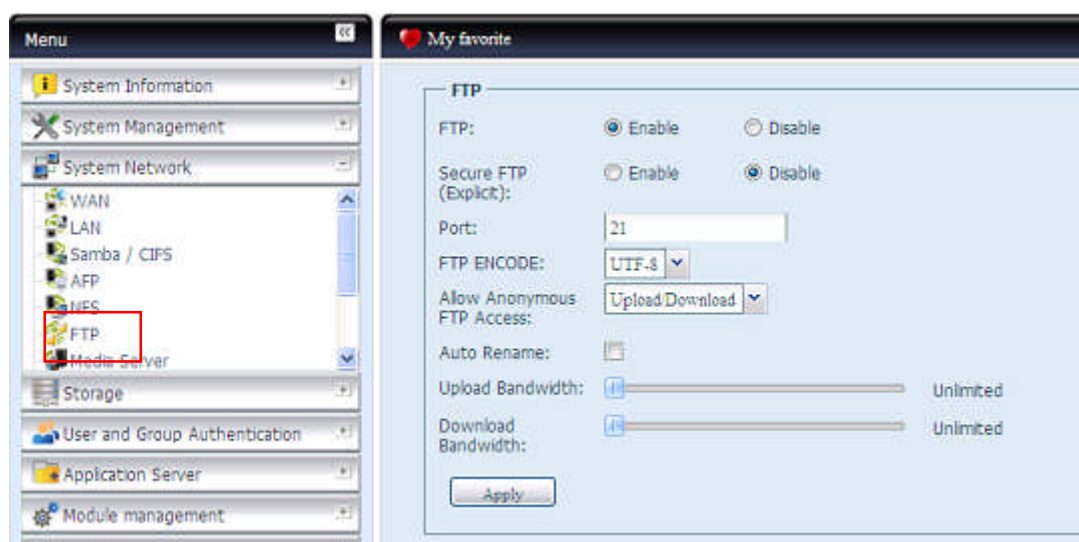 Menu
My favorite
System Information
System Management
System Network
WAN
LAN
Samba / CIFS
AFP
NFS
FTP
Media Server
Storage
User and Group Authentication
Application Server
Module management
FTP
FTP:
Enable
Disable
Secure FTP
(Explicit):
Enable
Disable
Port:
21
FTP ENCODE:
UTF-8
Allow Anonymous
FTP Access:
Upload/Download
Auto Rename:
Upload Bandwidth:
Unlimited
Download
Bandwidth:
Unlimited
Apply